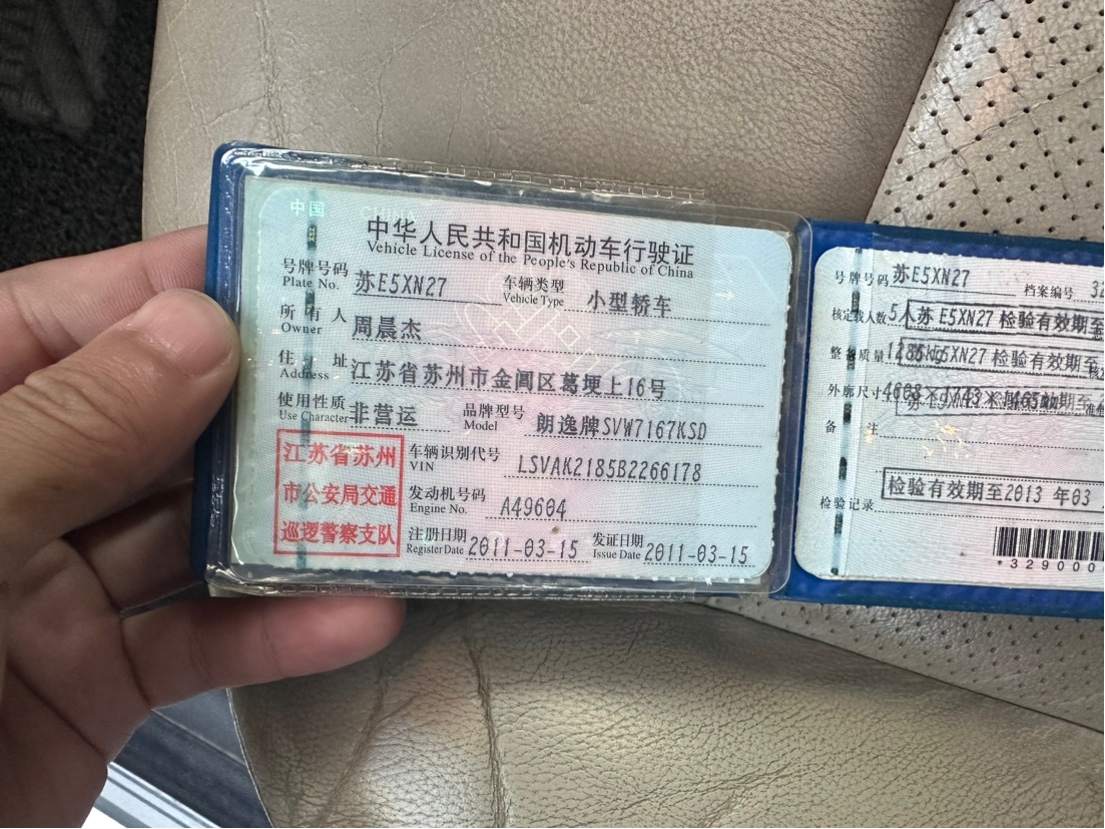 中国 CHINA
中华人民共和国机动车行驶证
Vehicle License of the People's Republic of China
号牌号码 苏E5XN27 车辆类型 小型轿车
Plate No. Vehicle Type
所有人 周晨杰
Owner
住址 江苏省苏州市金阊区葛埂上16号
Address
使用性质 非营运 品牌型号 朗逸牌SVW7167KSD
Use Character Model
江苏省苏州
市公安局交通
巡逻警察支队
车辆识别代号 LSVAK2185B2266178
VIN
发动机号码 A49604
Engine No.
注册日期 2011-03-15 发证日期 2011-03-15
Register Date Issue Date
号牌号码 苏E5XN27 档案编号 32
核定载人数 5人 苏E5XN27 检验有效期至
整备质量 XN27 检验有效期至
外廓尺寸
备注
检验有效期至2013年03
检验记录
*329000